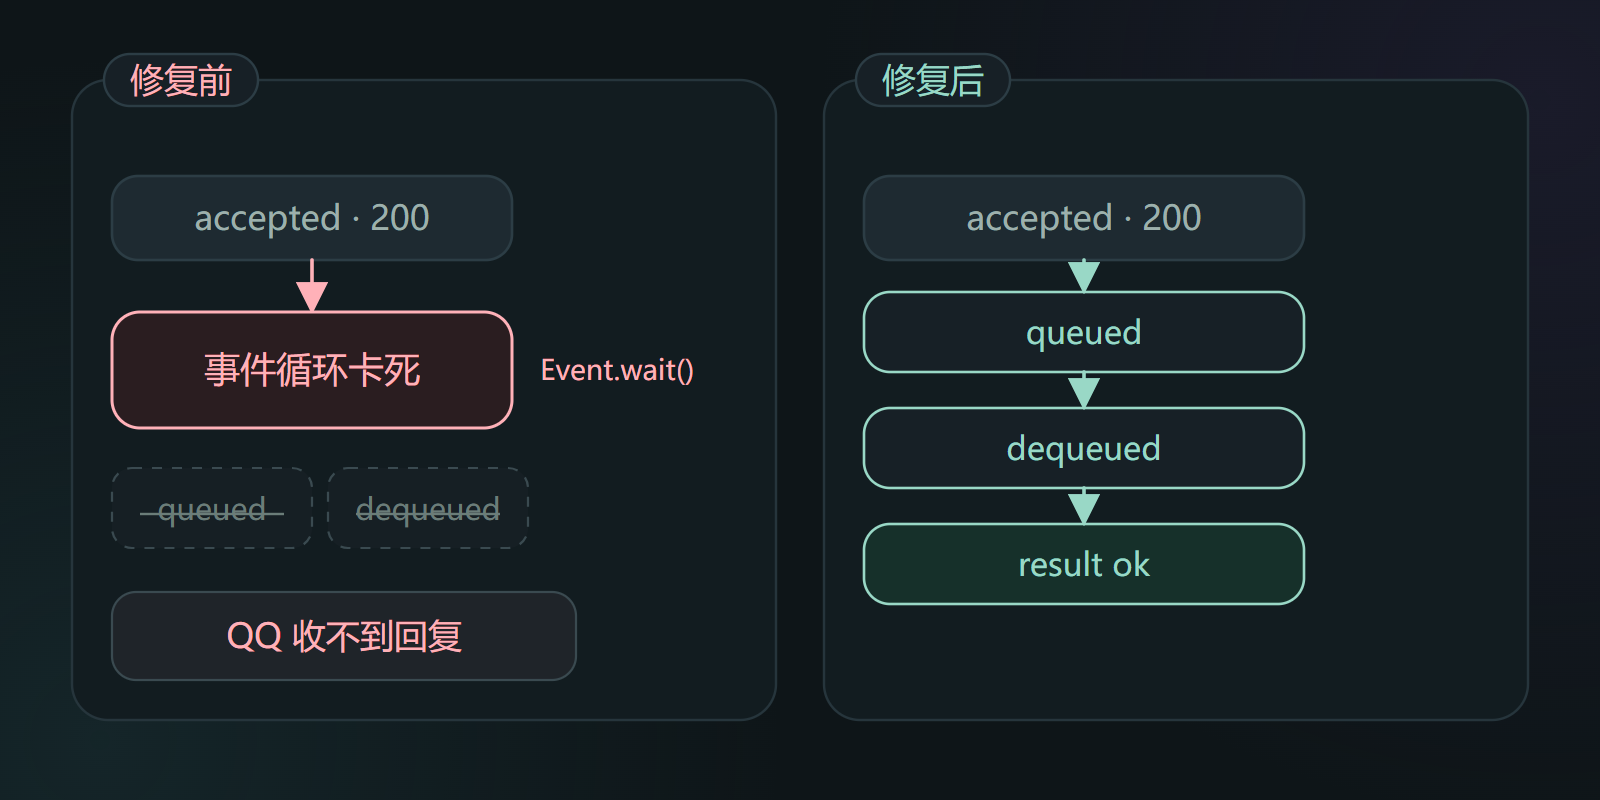 修复前
accepted · 200
事件循环卡死
Event.wait()
queued
dequeued
QQ 收不到回复
修复后
accepted · 200
queued
dequeued
result ok